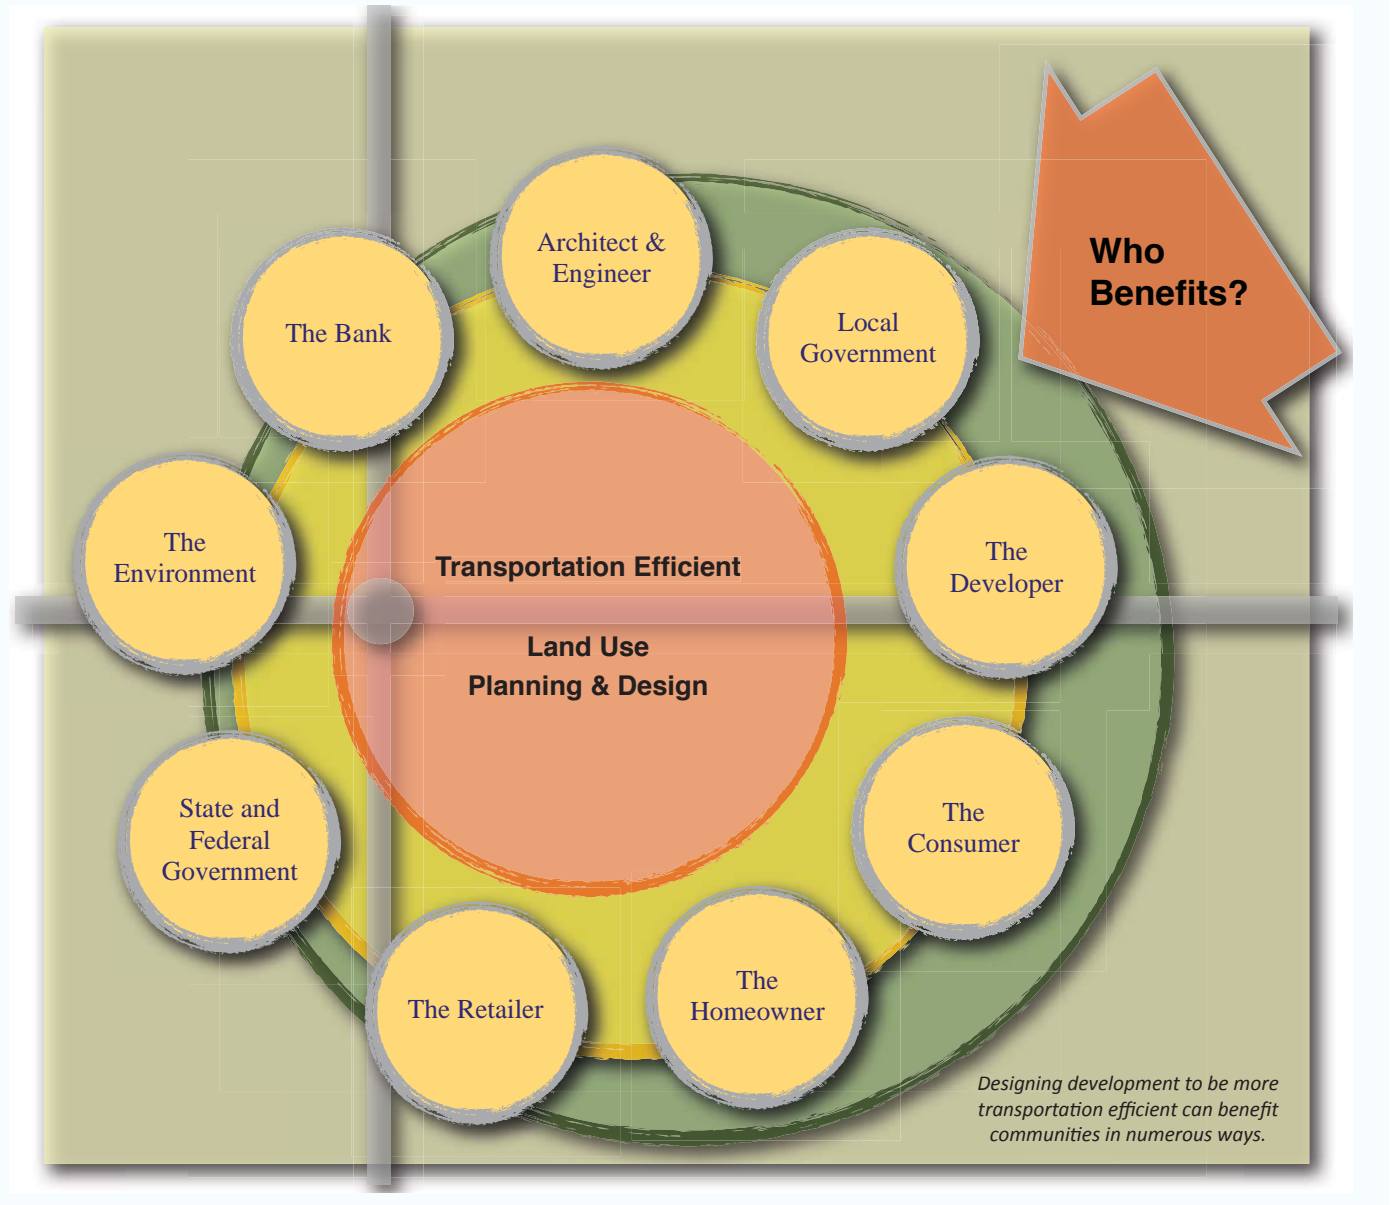 Who
Benefits?
Architect &
Engineer
The Bank
Local
Government
The
Environment
The
Developer
Transportation Efficient
Land Use
Planning & Design
State and
Federal
Government
The
Consumer
The Retailer
The
Homeowner
Designing development to be more
transportation efficient can benefit
communities in numerous ways.